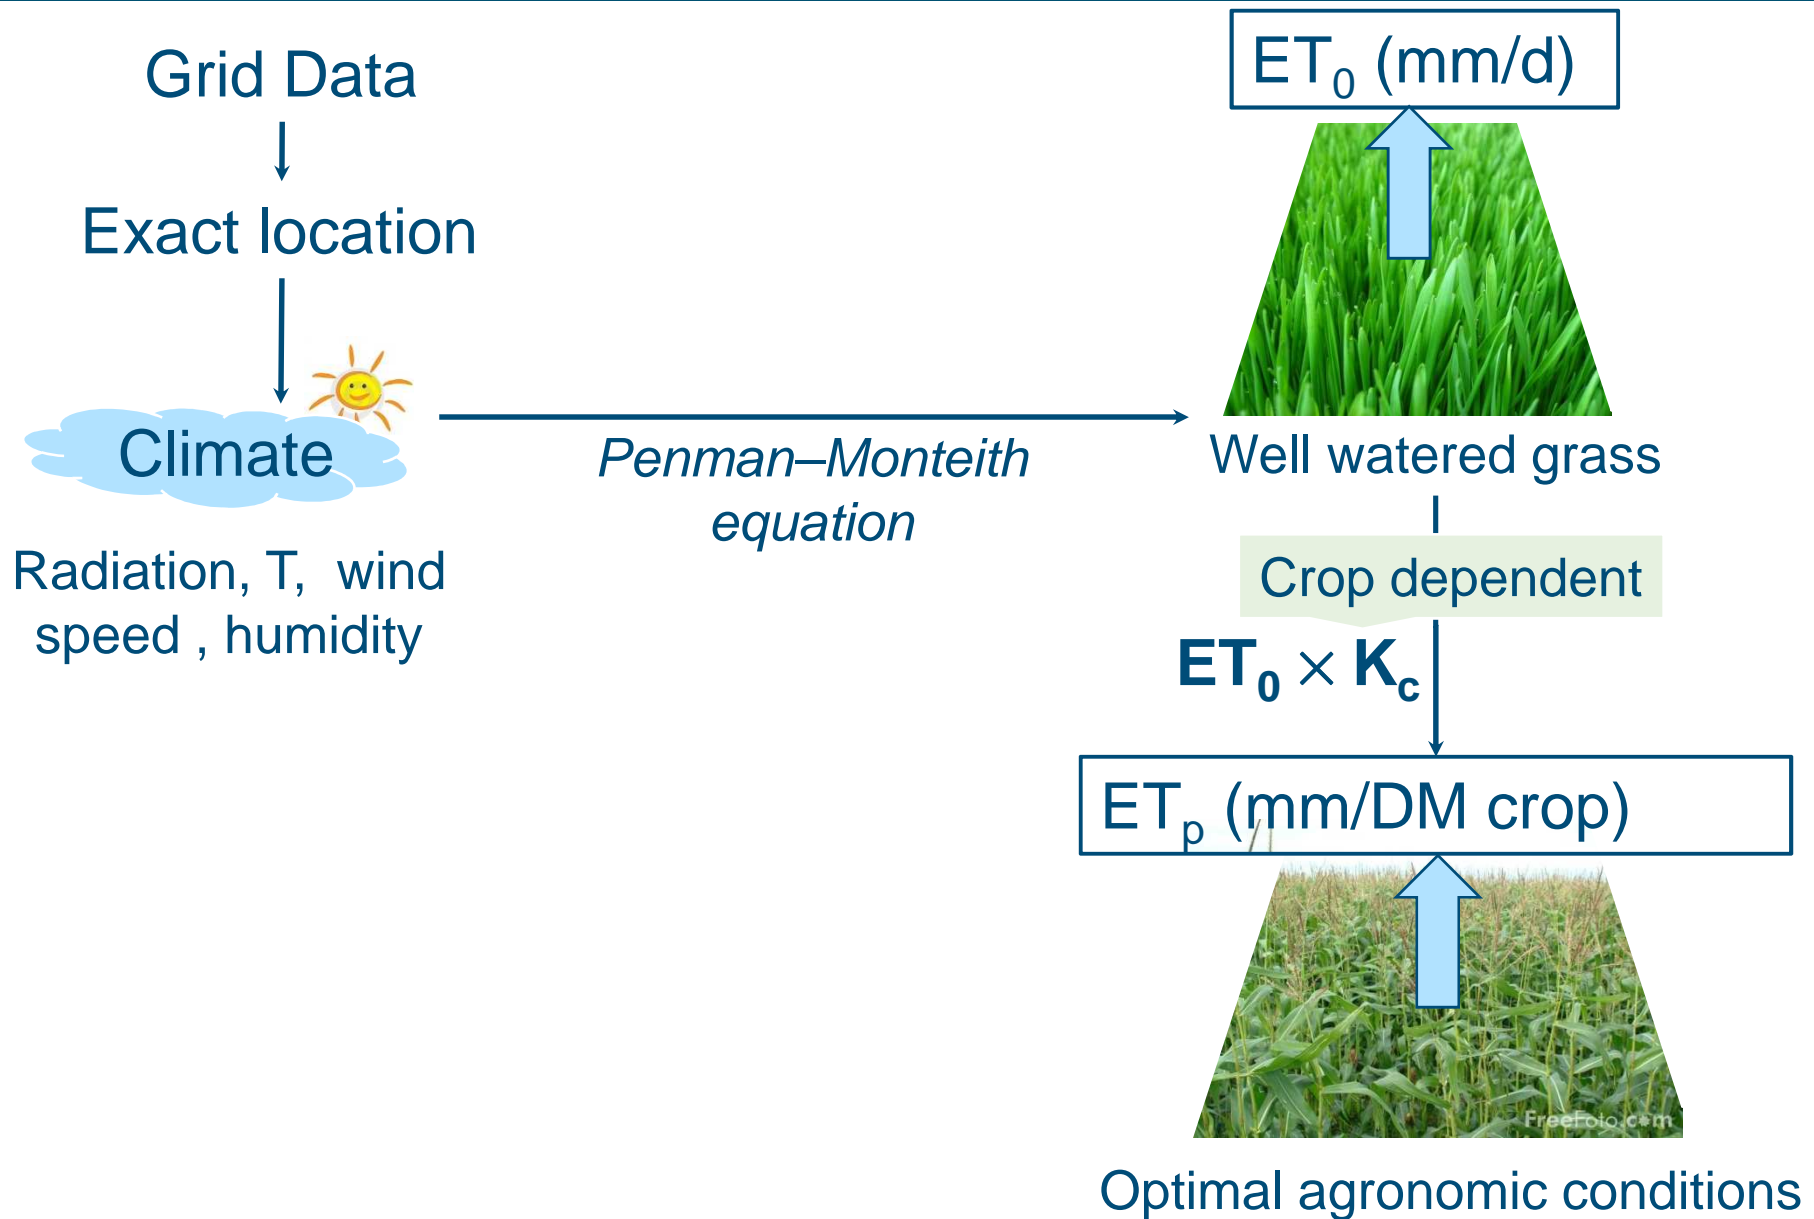 Grid Data
Exact location
Climate
Radiation, T, wind
speed , humidity
Penman–Monteith
equation
ET₀ (mm/d)
Well watered grass
Crop dependent
ET₀ × K_c
ETₚ (mm/DM crop)
FreeFoto.com
Optimal agronomic conditions